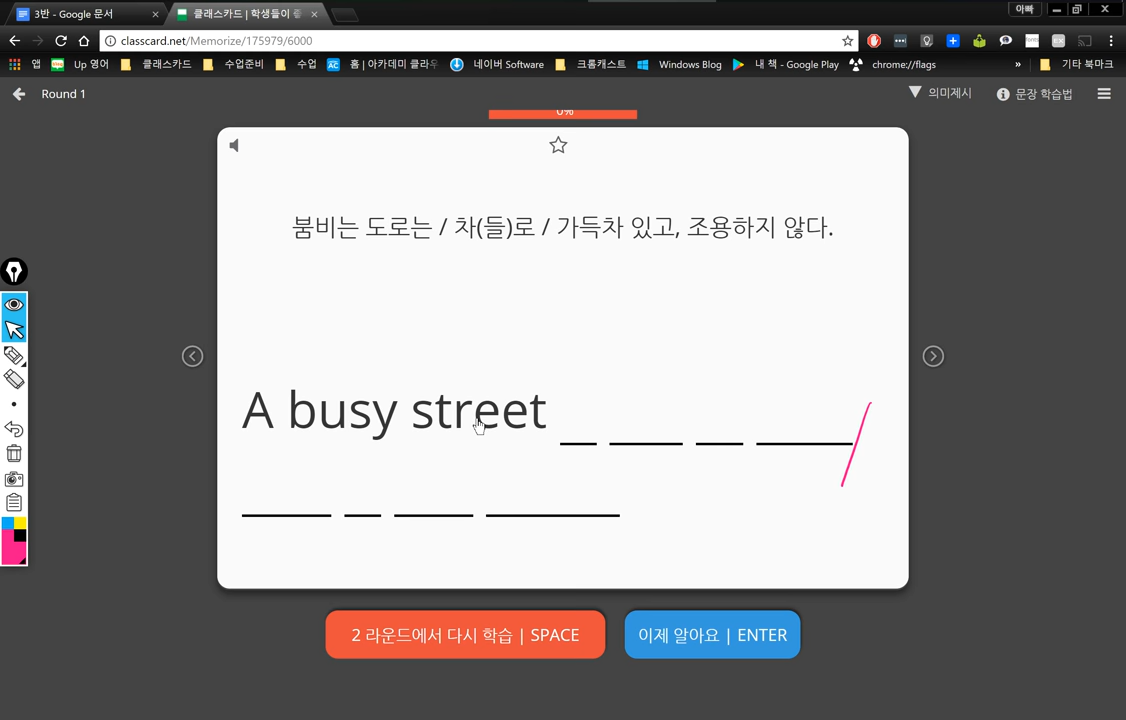 3반 - Google 문서
클래스카드 | 학생들이
아빠
classcard.net/Memorize/175979/6000
앱
Up 영어
클래스카드
수업준비
수업
홈 | 아카데미 클라우
네이버 Software
크롬캐스트
Windows Blog
내 책 - Google Play
chrome://flags
»
기타 북마크
Round 1
의미제시
문장 학습법
0%
붐비는 도로는 / 차(들)로 / 가득차 있고, 조용하지 않다.
A busy street
2 라운드에서 다시 학습 | SPACE
이제 알아요 | ENTER